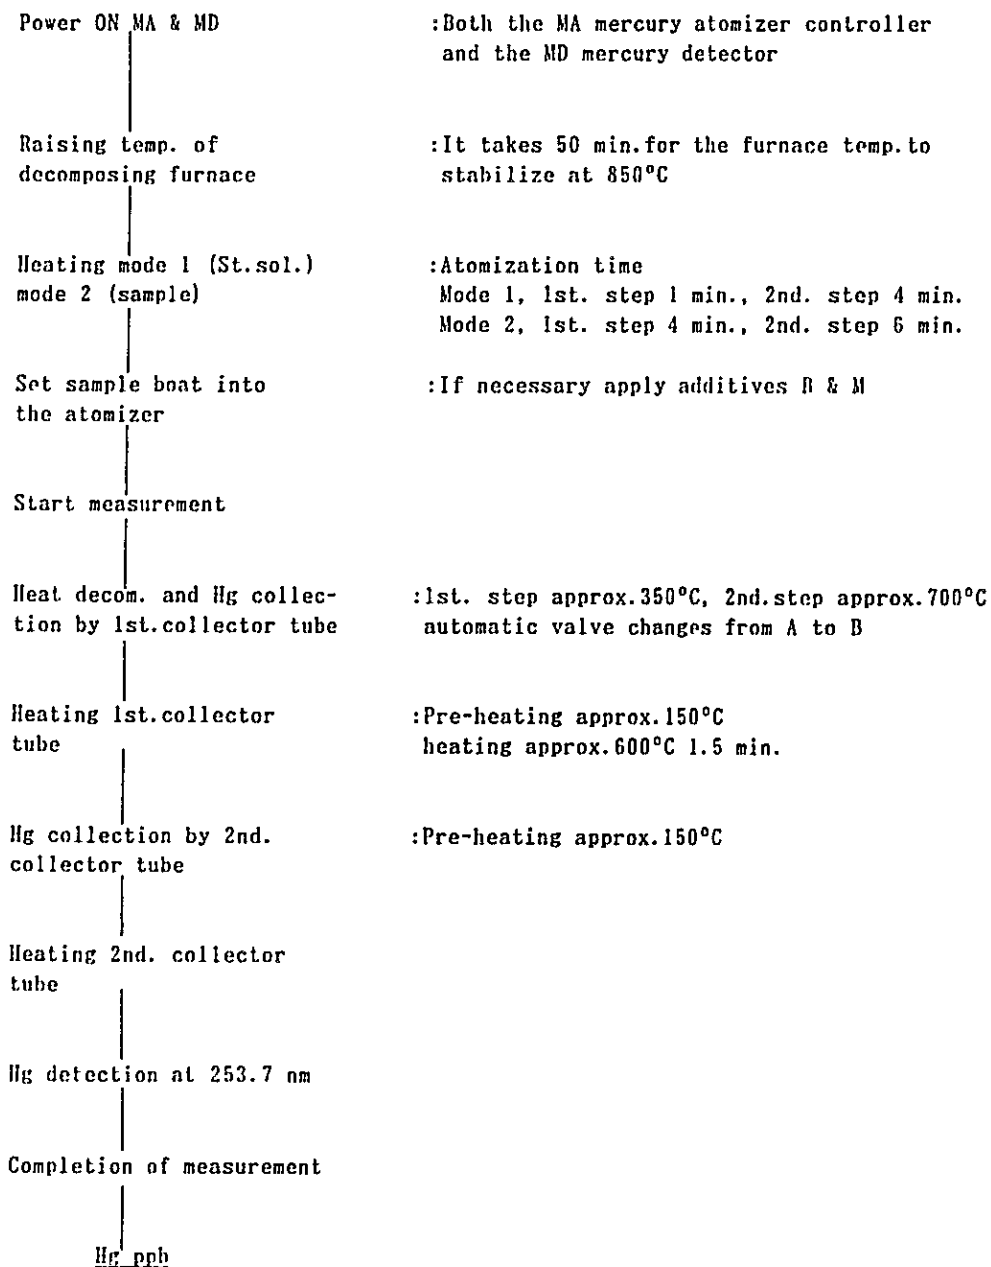 Power ON MA & MD :Both the MA mercury atomizer controller
and the MD mercury detector
Raising temp. of :It takes 50 min.for the furnace temp.to
decomposing furnace stabilize at 850°C
Heating mode 1 (St.sol.) :Atomization time
mode 2 (sample) Mode 1, 1st. step 1 min., 2nd. step 4 min.
Mode 2, 1st. step 4 min., 2nd. step 6 min.
Set sample boat into :If necessary apply additives B & M
the atomizer
Start measurement
Heat decom. and Hg collec- :1st. step approx.350°C, 2nd.step approx.700°C
tion by 1st.collector tube automatic valve changes from A to B
Heating 1st.collector :Pre-heating approx.150°C
tube heating approx.600°C 1.5 min.
Hg collection by 2nd. :Pre-heating approx.150°C
collector tube
Heating 2nd. collector
tube
Hg detection at 253.7 nm
Completion of measurement
Hg ppb